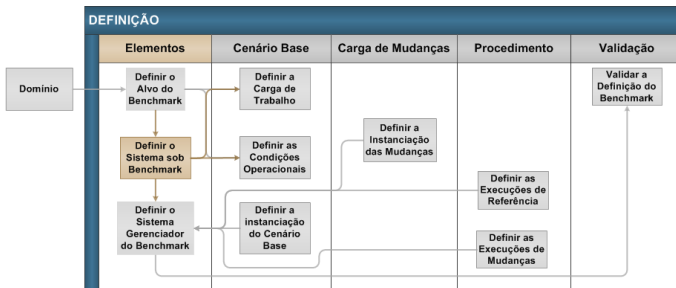 DEFINIÇÃO
Elementos
Cenário Base
Carga de Mudanças
Procedimento
Validação
Domínio
Definir o
Alvo do
Benchmark
Definir a
Carga de
Trabalho
Validar a
Definição do
Benchmark
Definir o
Sistema sob
Benchmark
Definir as
Condições
Operacionais
Definir a
Instanciação
das Mudanças
Definir as
Execuções de
Referência
Definir o
Sistema
Gerenciador
do Benchmark
Definir a
instanciação
do Cenário
Base
Definir as
Execuções de
Mudanças